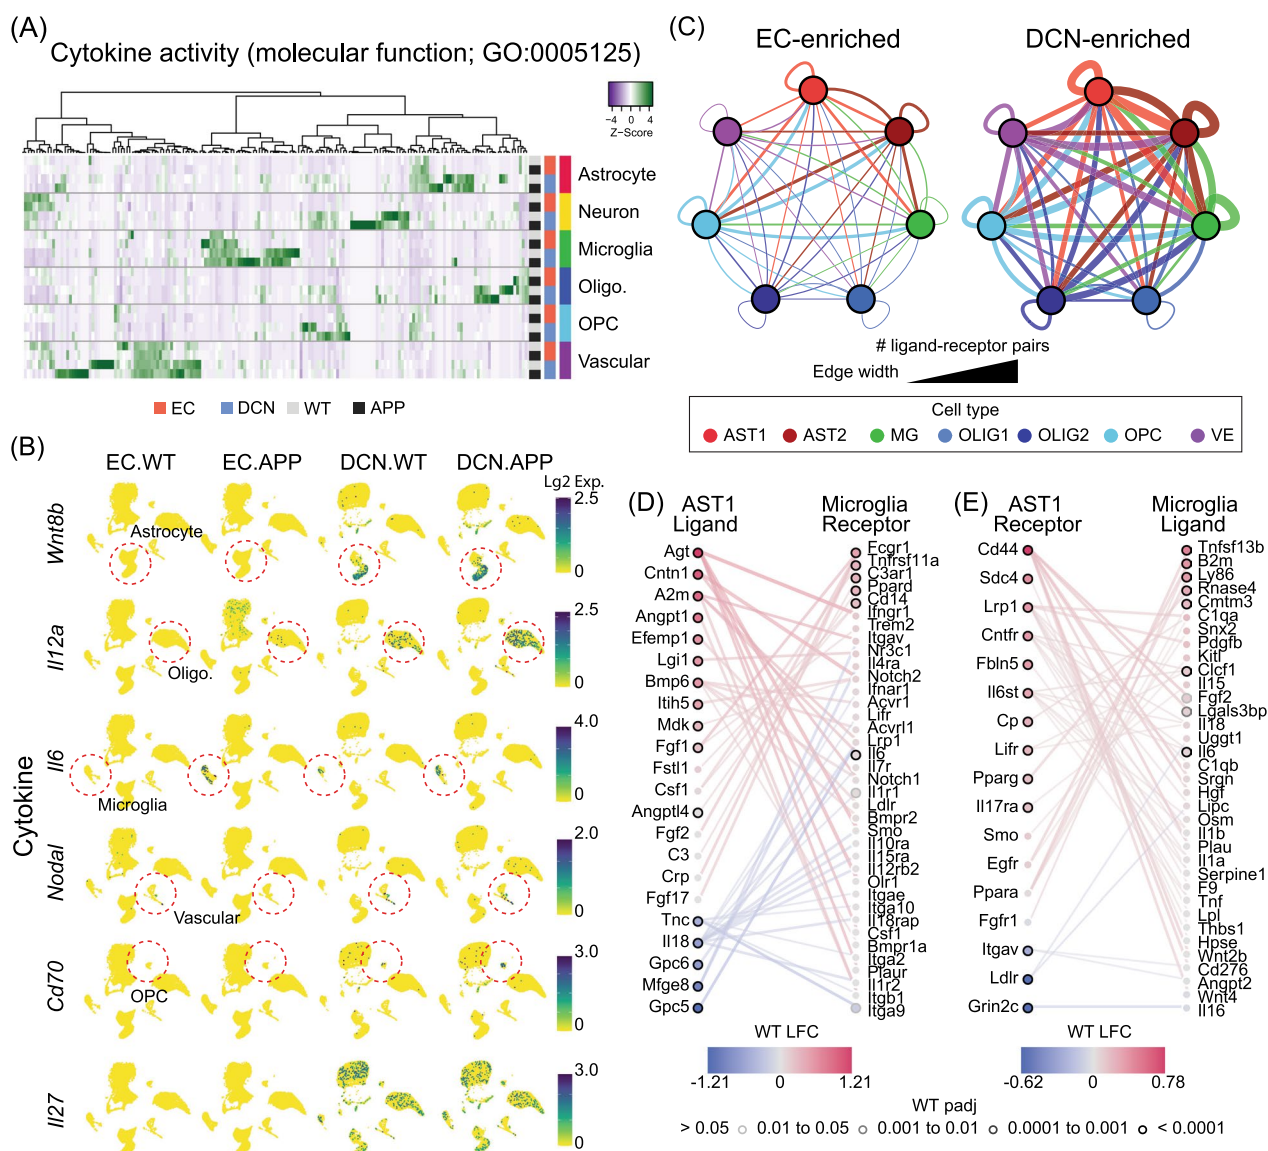 (A)
Cytokine activity (molecular function; GO:0005125)
−4 0 4
Z−Score
Astrocyte
Neuron
Microglia
Oligo.
OPC
Vascular
EC DCN WT APP
(B)
EC.WT EC.APP DCN.WT DCN.APP
Lg2 Exp.
Cytokine
Wnt8b
Astrocyte
2.5
0
Il12a
Oligo.
2.5
0
Il6
Microglia
4.0
0
Nodal
Vascular
2.0
0
Cd70
OPC
3.0
0
Il27
3.0
0
(C)
EC-enriched DCN-enriched
# ligand-receptor pairs
Edge width
Cell type
AST1 AST2 MG OLIG1 OLIG2 OPC VE
(D)
AST1
Ligand
Agt
Cntn1
A2m
Angpt1
Efemp1
Lgi1
Bmp6
Itih5
Mdk
Fgf1
Fstl1
Csf1
Angptl4
Fgf2
C3
Crp
Fgf17
Tnc
Il18
Gpc6
Mfge8
Gpc5
Microglia
Receptor
Fcgr1
Tnfrsf11a
C3ar1
Ppard
Cd14
Ifngr1
Trem2
Itgav
Nr3c1
Il4ra
Notch2
Ifnar1
Acvr1
Lifr
Acvrl1
Lrp1
Il6
Il7r
Notch1
Il1r1
Ldlr
Bmpr2
Smo
Il10ra
Il15ra
Il12rb2
Olr1
Itgae
Itga10
Il18rap
Csf1
Bmpr1a
Itga2
Plaur
Il1r2
Itgb1
Itga9
WT LFC
-1.21 0 1.21
(E)
AST1
Receptor
Cd44
Sdc4
Lrp1
Cntfr
Fbln5
Il6st
Cp
Lifr
Pparg
Il17ra
Smo
Egfr
Ppara
Fgfr1
Itgav
Ldlr
Grin2c
Microglia
Ligand
Tnfsf13b
B2m
Ly86
Rnase4
Cmtm3
C1qa
Snx2
Pdgfb
Kitl
Clcf1
Il15
Fgf2
Lgals3bp
Il18
Uggt1
Il6
C1qb
Srgn
Hgf
Lipc
Osm
Il1b
Plau
Il1a
Serpine1
F9
Tnf
Lpl
Thbs1
Hpse
Wnt2b
Cd276
Angpt2
Wnt4
Il16
WT LFC
-0.62 0 0.78
WT padj
> 0.05 0.01 to 0.05 0.001 to 0.01 0.0001 to 0.001 < 0.0001